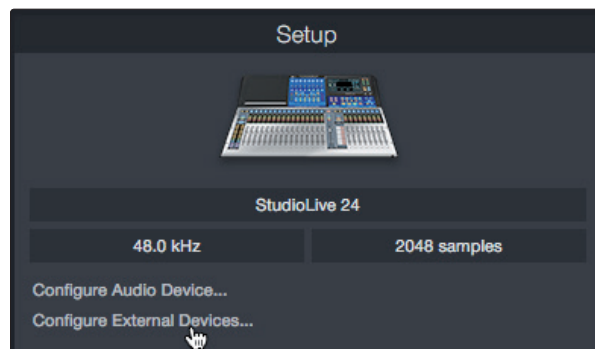 Setup
StudioLive 24
48.0 kHz
2048 samples
Configure Audio Device...
Configure External Devices...